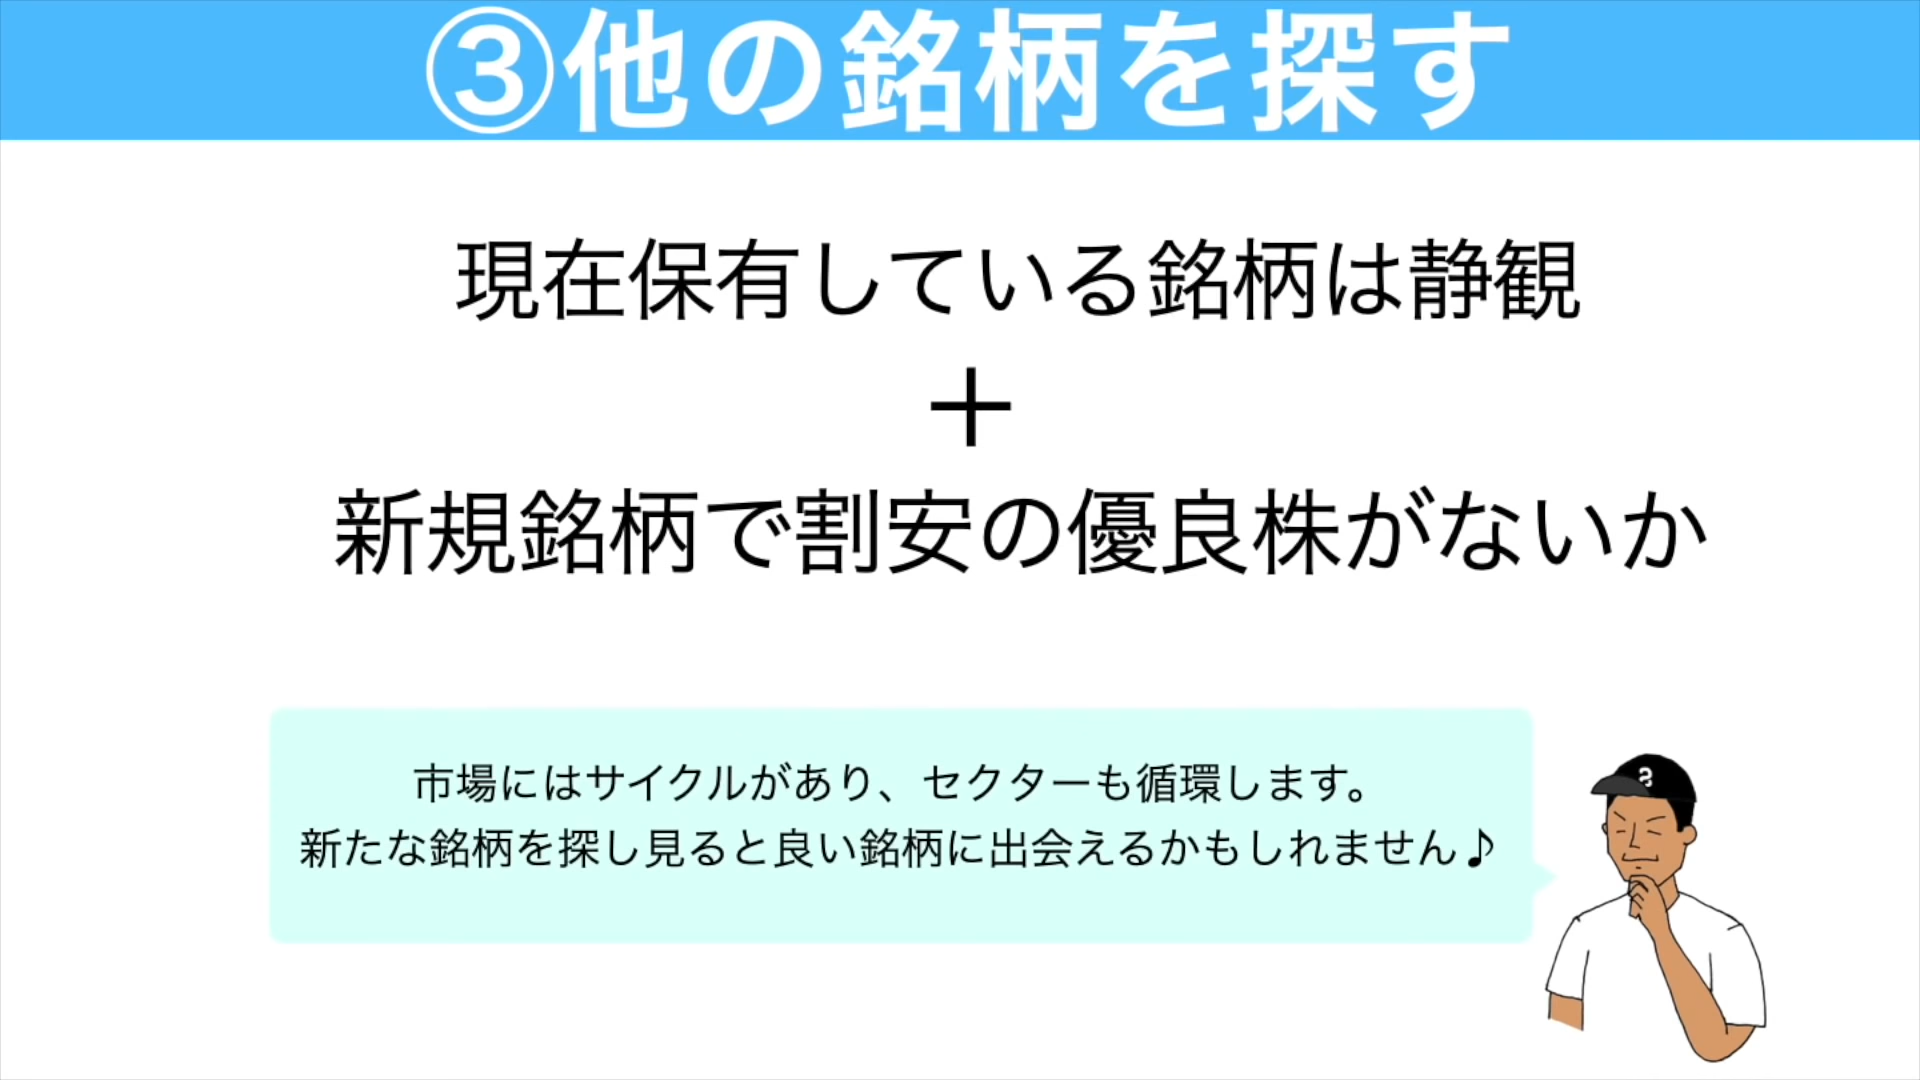 ③他の銘柄を探す
現在保有している銘柄は静観
＋
新規銘柄で割安の優良株がないか
市場にはサイクルがあり、セクターも循環します。
新たな銘柄を探し見ると良い銘柄に出会えるかもしれません♪